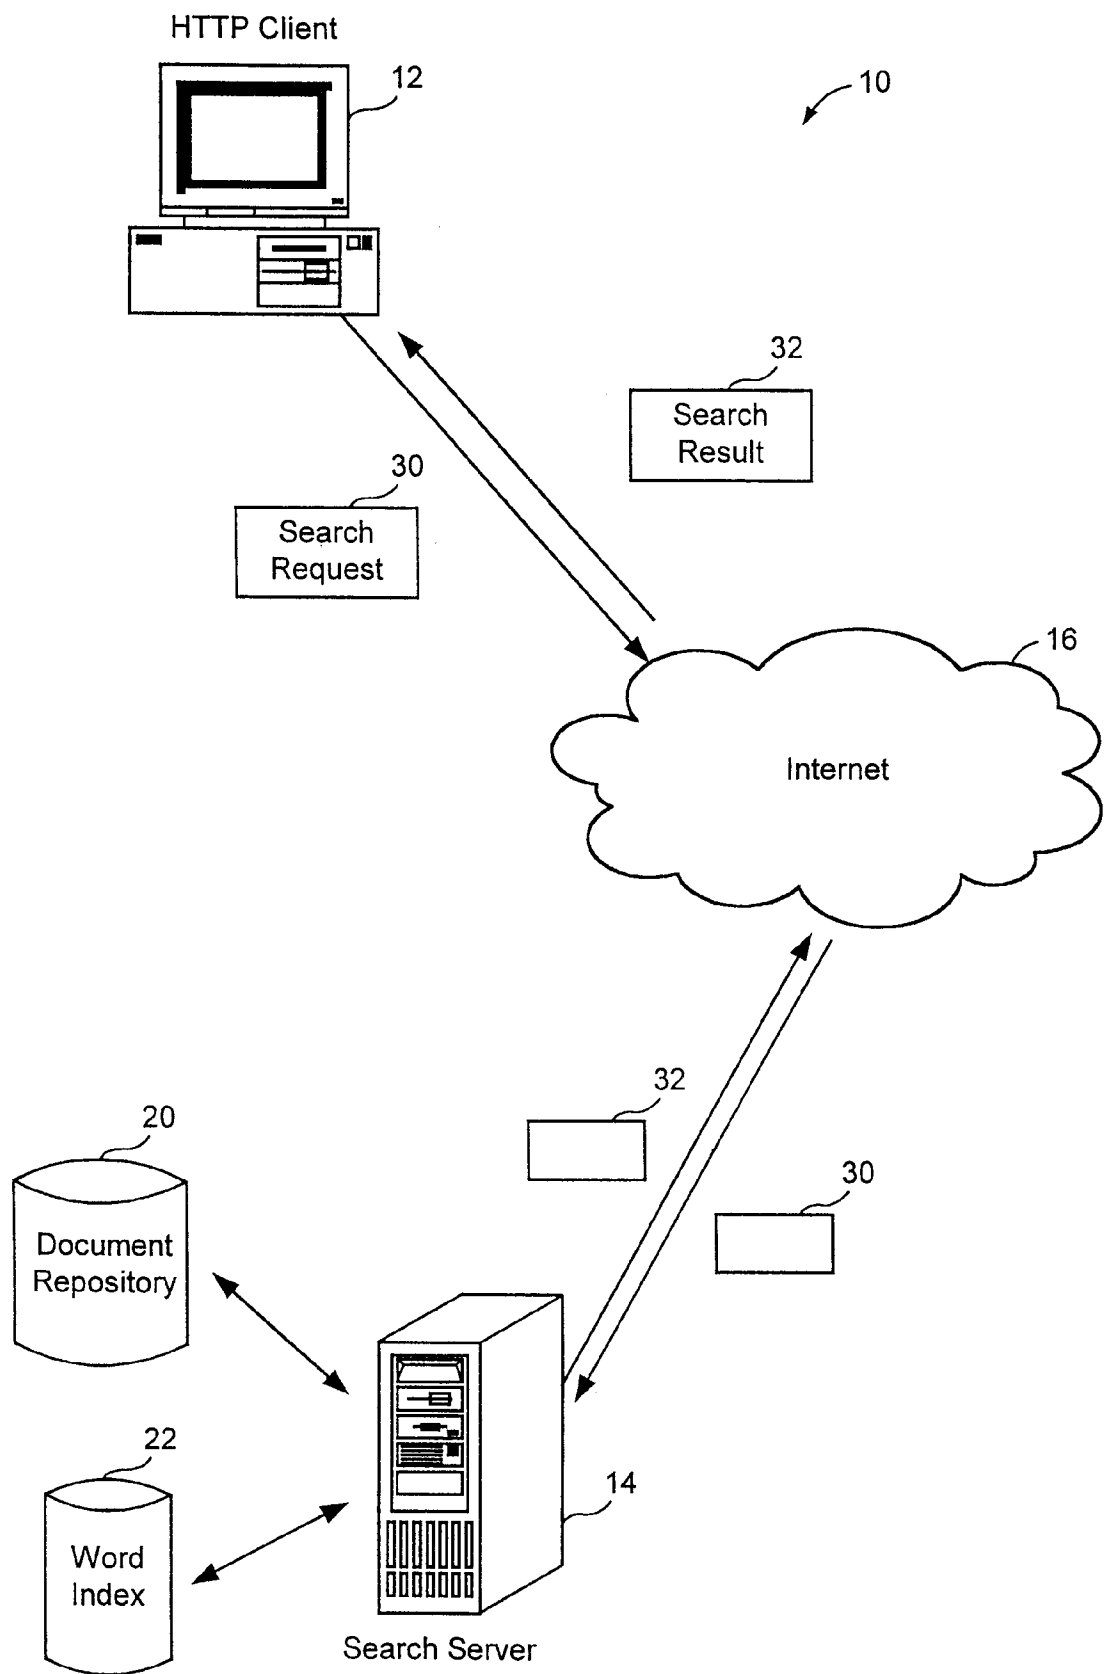 HTTP Client
12
10
32
Search
Result
30
Search
Request
16
Internet
32
20
30
Document
Repository
22
14
Word
Index
Search Server